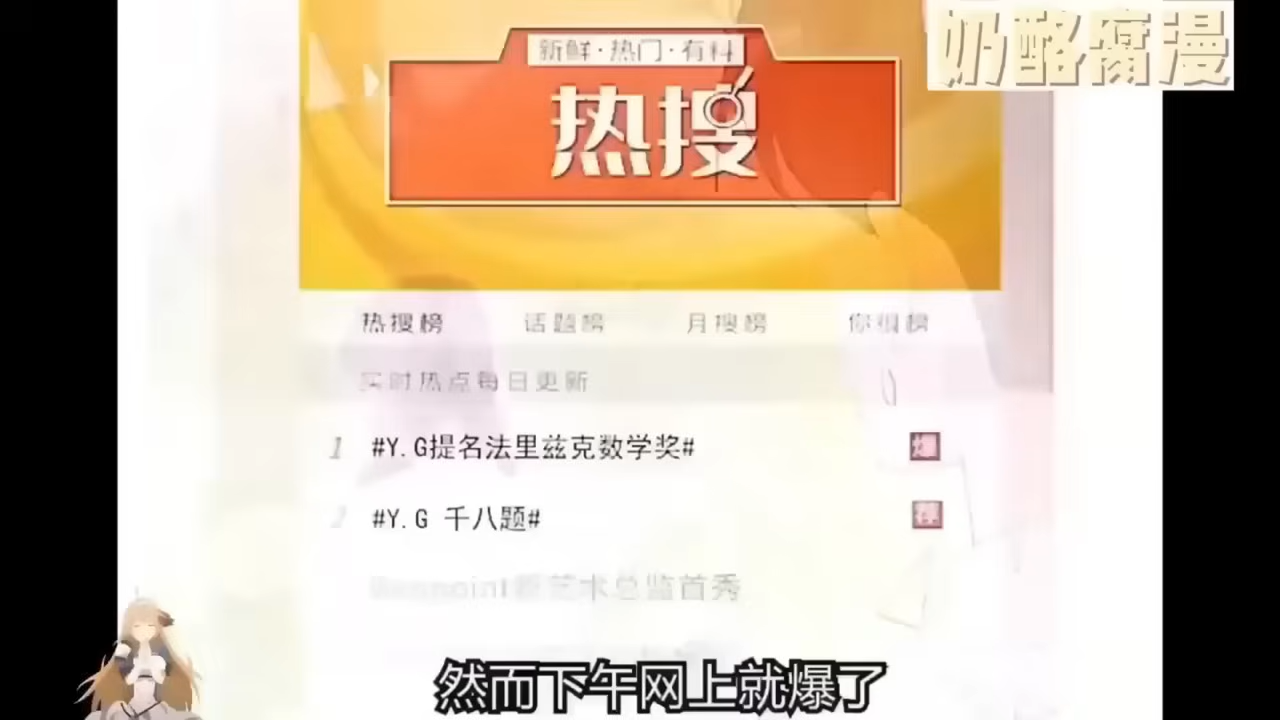 奶酪腐漫
新鲜·热门·有料
热搜
热搜榜 话题榜 月搜榜
实时热点每日更新
1 #Y.G提名法里兹克数学奖# 爆
2 #Y.G 千八题#
艺术总监首秀
然而下午网上就爆了